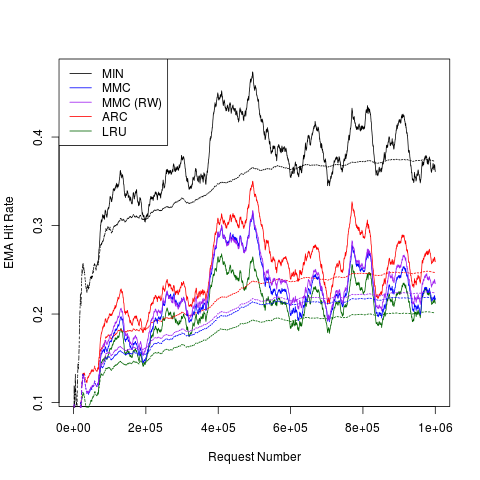 MIN
MMC
MMC (RW)
ARC
LRU
EMA Hit Rate
0.4
0.3
0.2
0.1
0e+00 2e+05 4e+05 6e+05 8e+05 1e+06
Request Number